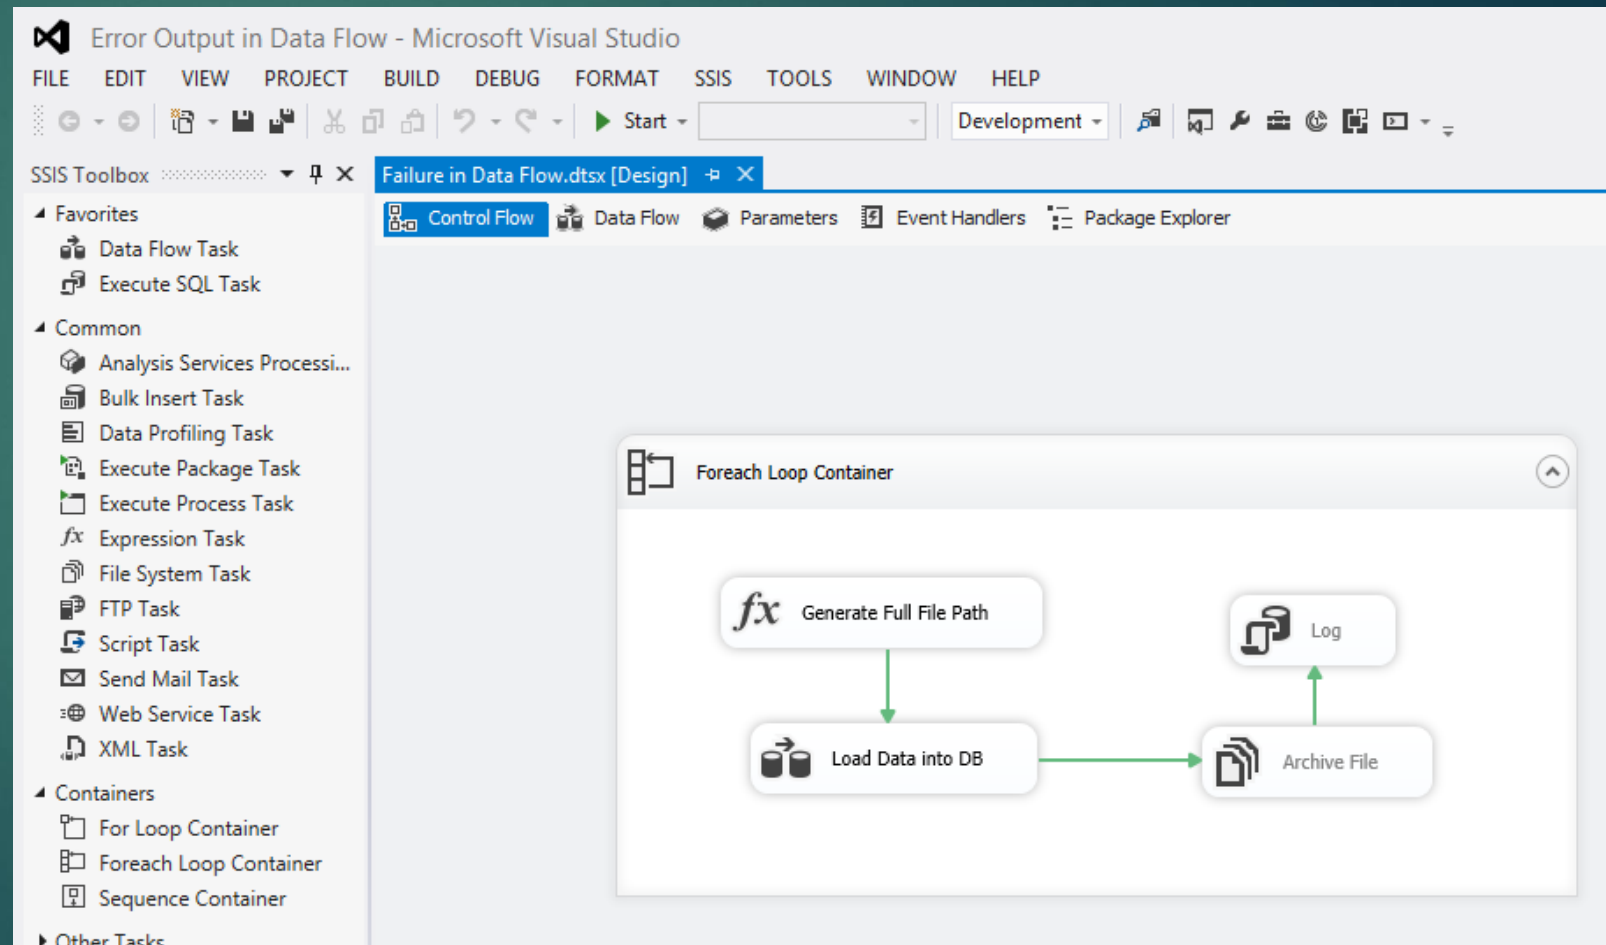 Error Output in Data Flow - Microsoft Visual Studio
FILE EDIT VIEW PROJECT BUILD DEBUG FORMAT SSIS TOOLS WINDOW HELP
Start Development
SSIS Toolbox
Failure in Data Flow.dtsx [Design]
Control Flow Data Flow Parameters Event Handlers Package Explorer
Favorites
Data Flow Task
Execute SQL Task
Common
Analysis Services Processi...
Bulk Insert Task
Data Profiling Task
Execute Package Task
Execute Process Task
fx Expression Task
File System Task
FTP Task
Script Task
Send Mail Task
Web Service Task
XML Task
Containers
For Loop Container
Foreach Loop Container
Sequence Container
Other Tasks
Foreach Loop Container
fx Generate Full File Path
Log
Load Data into DB
Archive File